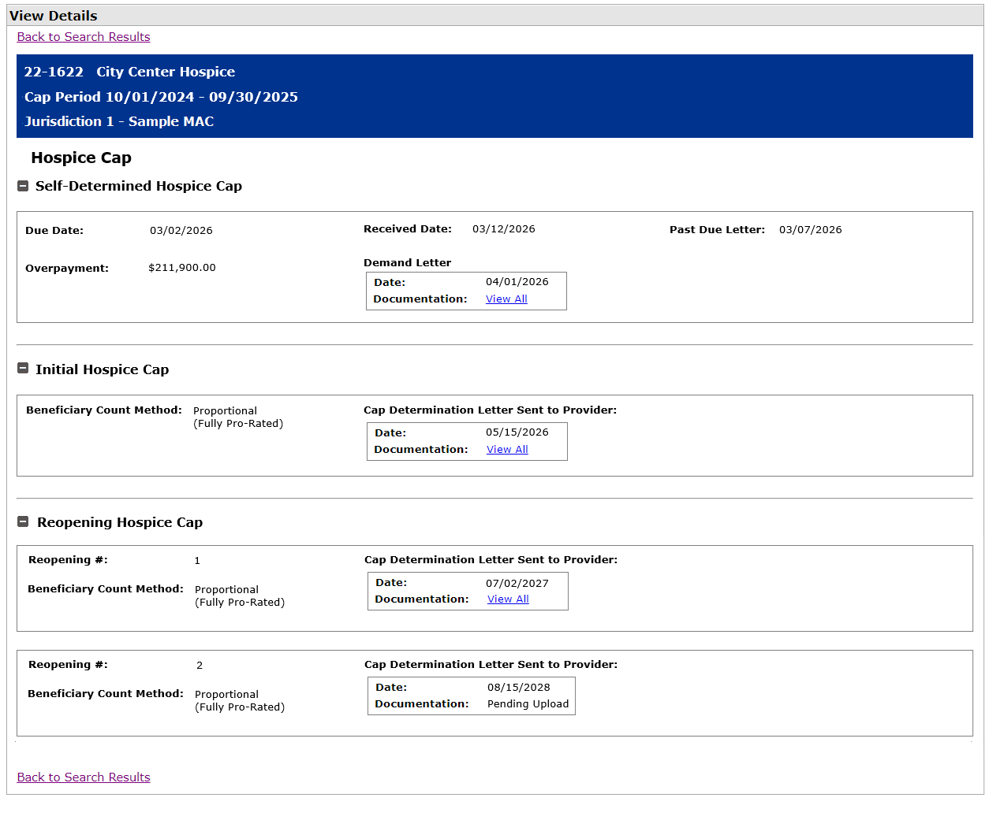 View Details
Back to Search Results
22-1622 City Center Hospice
Cap Period 10/01/2024 - 09/30/2025
Jurisdiction 1 - Sample MAC
Hospice Cap
Self-Determined Hospice Cap
Due Date: 03/02/2026 Received Date: 03/12/2026 Past Due Letter: 03/07/2026
Overpayment: $211,900.00 Demand Letter
Date: 04/01/2026
Documentation: View All
Initial Hospice Cap
Beneficiary Count Method: Proportional Cap Determination Letter Sent to Provider:
(Fully Pro-Rated)
Date: 05/15/2026
Documentation: View All
Reopening Hospice Cap
Reopening #: 1 Cap Determination Letter Sent to Provider:
Date: 07/02/2027
Beneficiary Count Method: Proportional
(Fully Pro-Rated) Documentation: View All
Reopening #: 2 Cap Determination Letter Sent to Provider:
Date: 08/15/2028
Beneficiary Count Method: Proportional
(Fully Pro-Rated) Documentation: Pending Upload
Back to Search Results